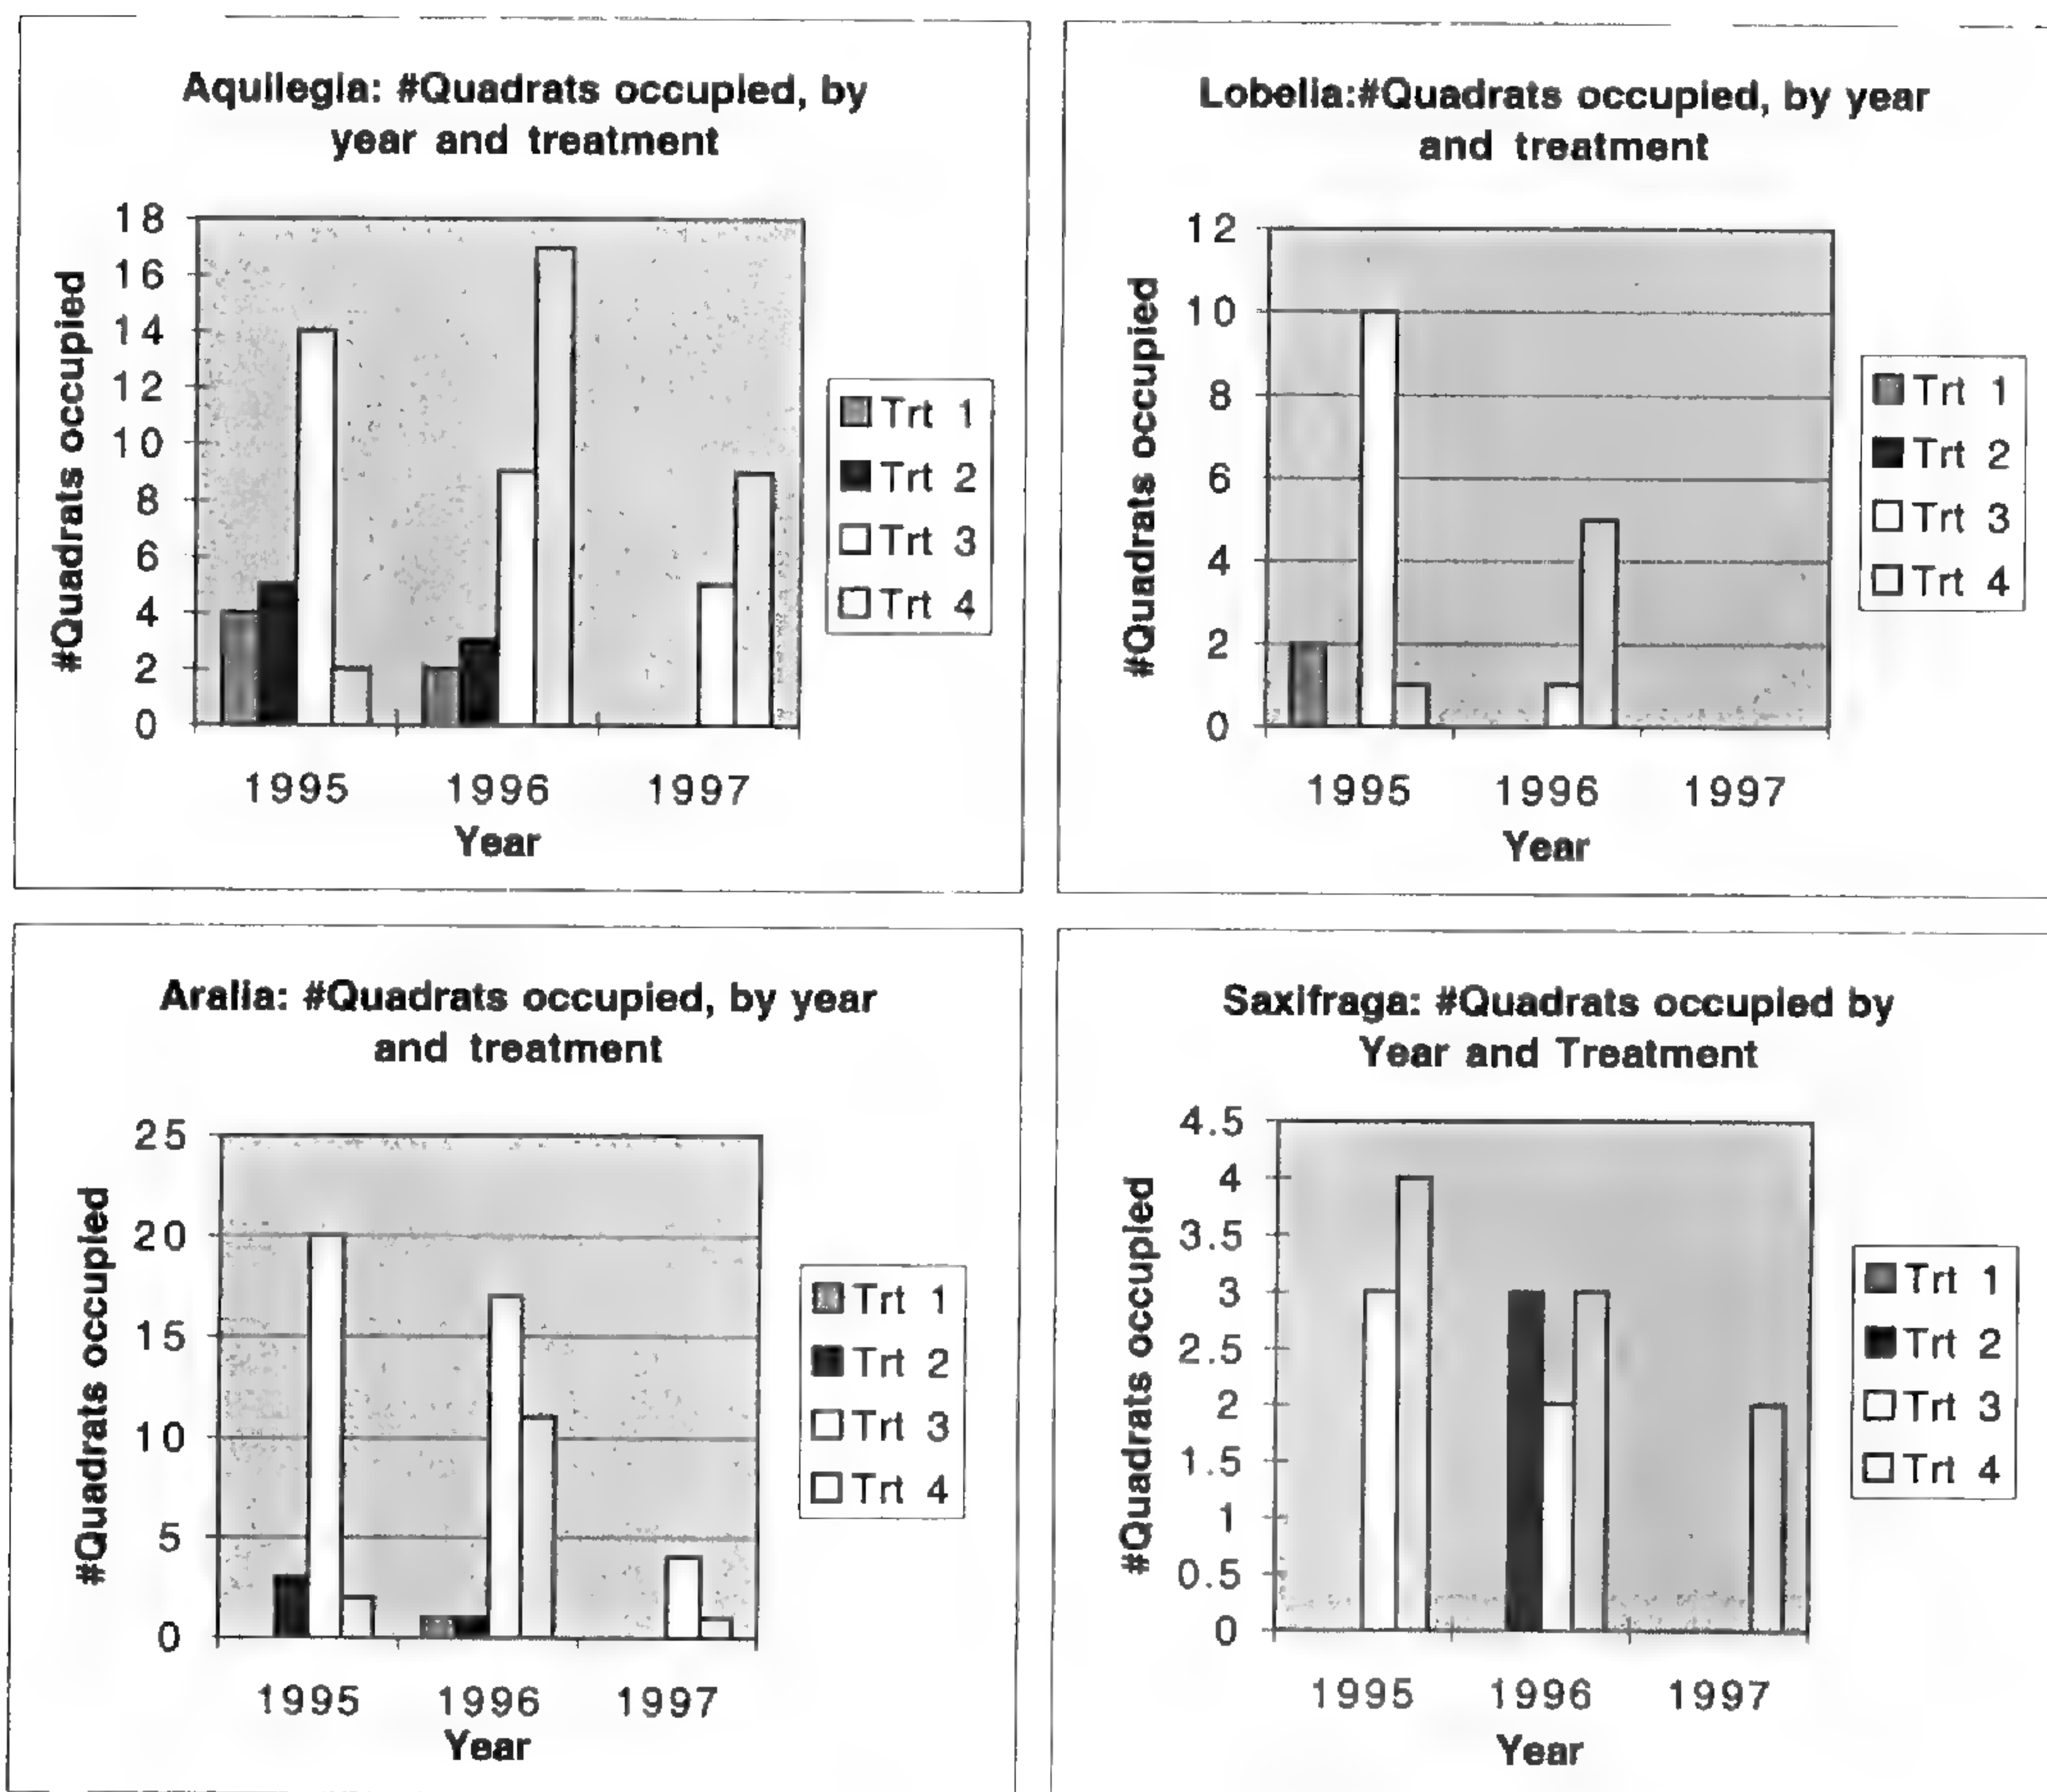 Aquilegia: #Quadrats occupied, by
year and treatment
#Quadrats occupied
18
16
14
12
10
8
6
4
2
0
1995 1996 1997
Year
Trt 1
Trt 2
Trt 3
Trt 4
Lobelia:#Quadrats occupied, by year
and treatment
#Quadrats occupied
12
10
8
6
4
2
0
1995 1996 1997
Year
Trt 1
Trt 2
Trt 3
Trt 4
Aralia: #Quadrats occupied, by year
and treatment
#Quadrats occupied
25
20
15
10
5
0
1995 1996 1997
Year
Trt 1
Trt 2
Trt 3
Trt 4
Saxifraga: #Quadrats occupied by
Year and Treatment
#Quadrats occupied
4.5
4
3.5
3
2.5
2
1.5
1
0.5
0
1995 1996 1997
Year
Trt 1
Trt 2
Trt 3
Trt 4